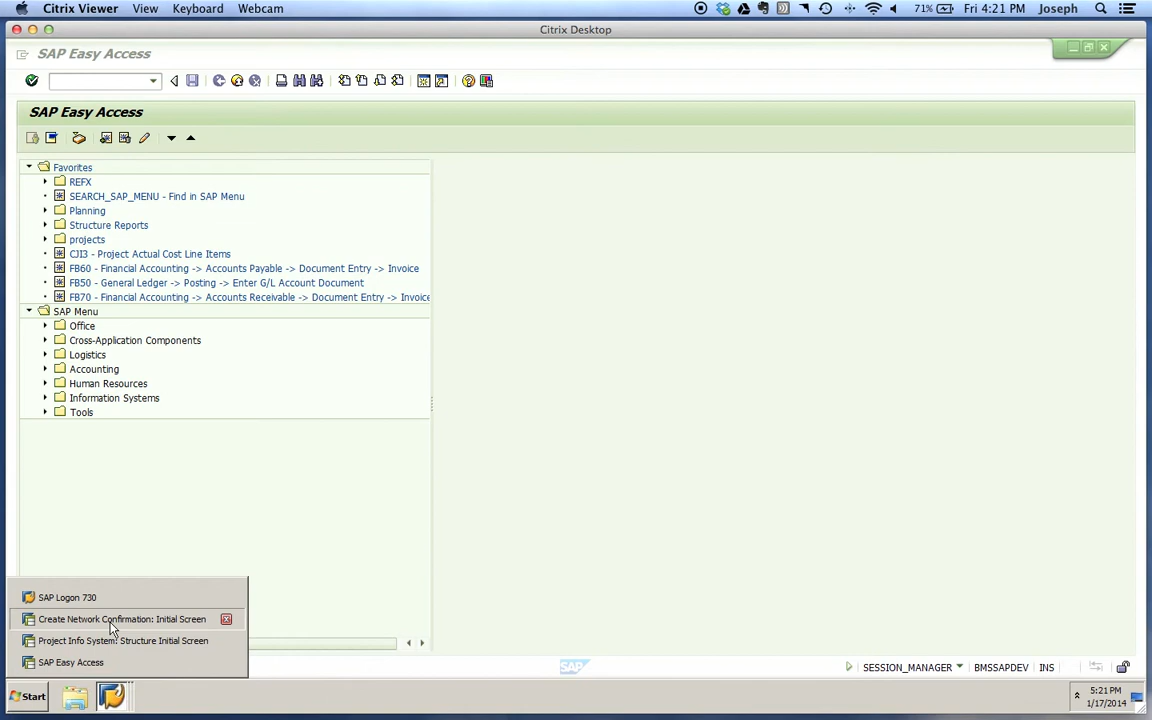 Citrix Viewer View Keyboard Webcam 71% Fri 4:21 PM Joseph
Citrix Desktop
SAP Easy Access
SAP Easy Access
Favorites
REFX
SEARCH_SAP_MENU - Find in SAP Menu
Planning
Structure Reports
projects
CJI3 - Project Actual Cost Line Items
FB60 - Financial Accounting -> Accounts Payable -> Document Entry -> Invoice
FB50 - General Ledger -> Posting -> Enter G/L Account Document
FB70 - Financial Accounting -> Accounts Receivable -> Document Entry -> Invoice
SAP Menu
Office
Cross-Application Components
Logistics
Accounting
Human Resources
Information Systems
Tools
SAP Logon 730
Create Network Confirmation: Initial Screen
Project Info System: Structure Initial Screen
SAP Easy Access
SAP SESSION_MANAGER BMSSAPDEV INS
Start
5:21 PM
1/17/2014